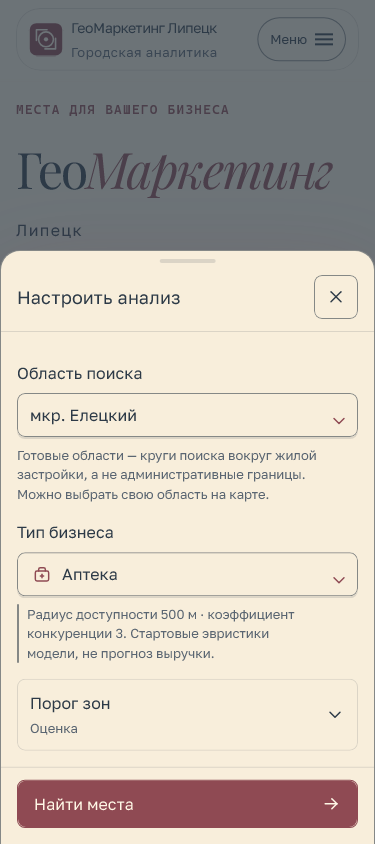 ГеоМаркетинг Липецк
Городская аналитика
Меню
МЕСТА ДЛЯ ВАШЕГО БИЗНЕСА
ГеоМаркетинг
Липецк
Настроить анализ
Область поиска
мкр. Елецкий
Готовые области — круги поиска вокруг жилой
застройки, а не административные границы.
Можно выбрать свою область на карте.
Тип бизнеса
Аптека
Радиус доступности 500 м · коэффициент
конкуренции 3. Стартовые эвристики
модели, не прогноз выручки.
Порог зон
Оценка
Найти места